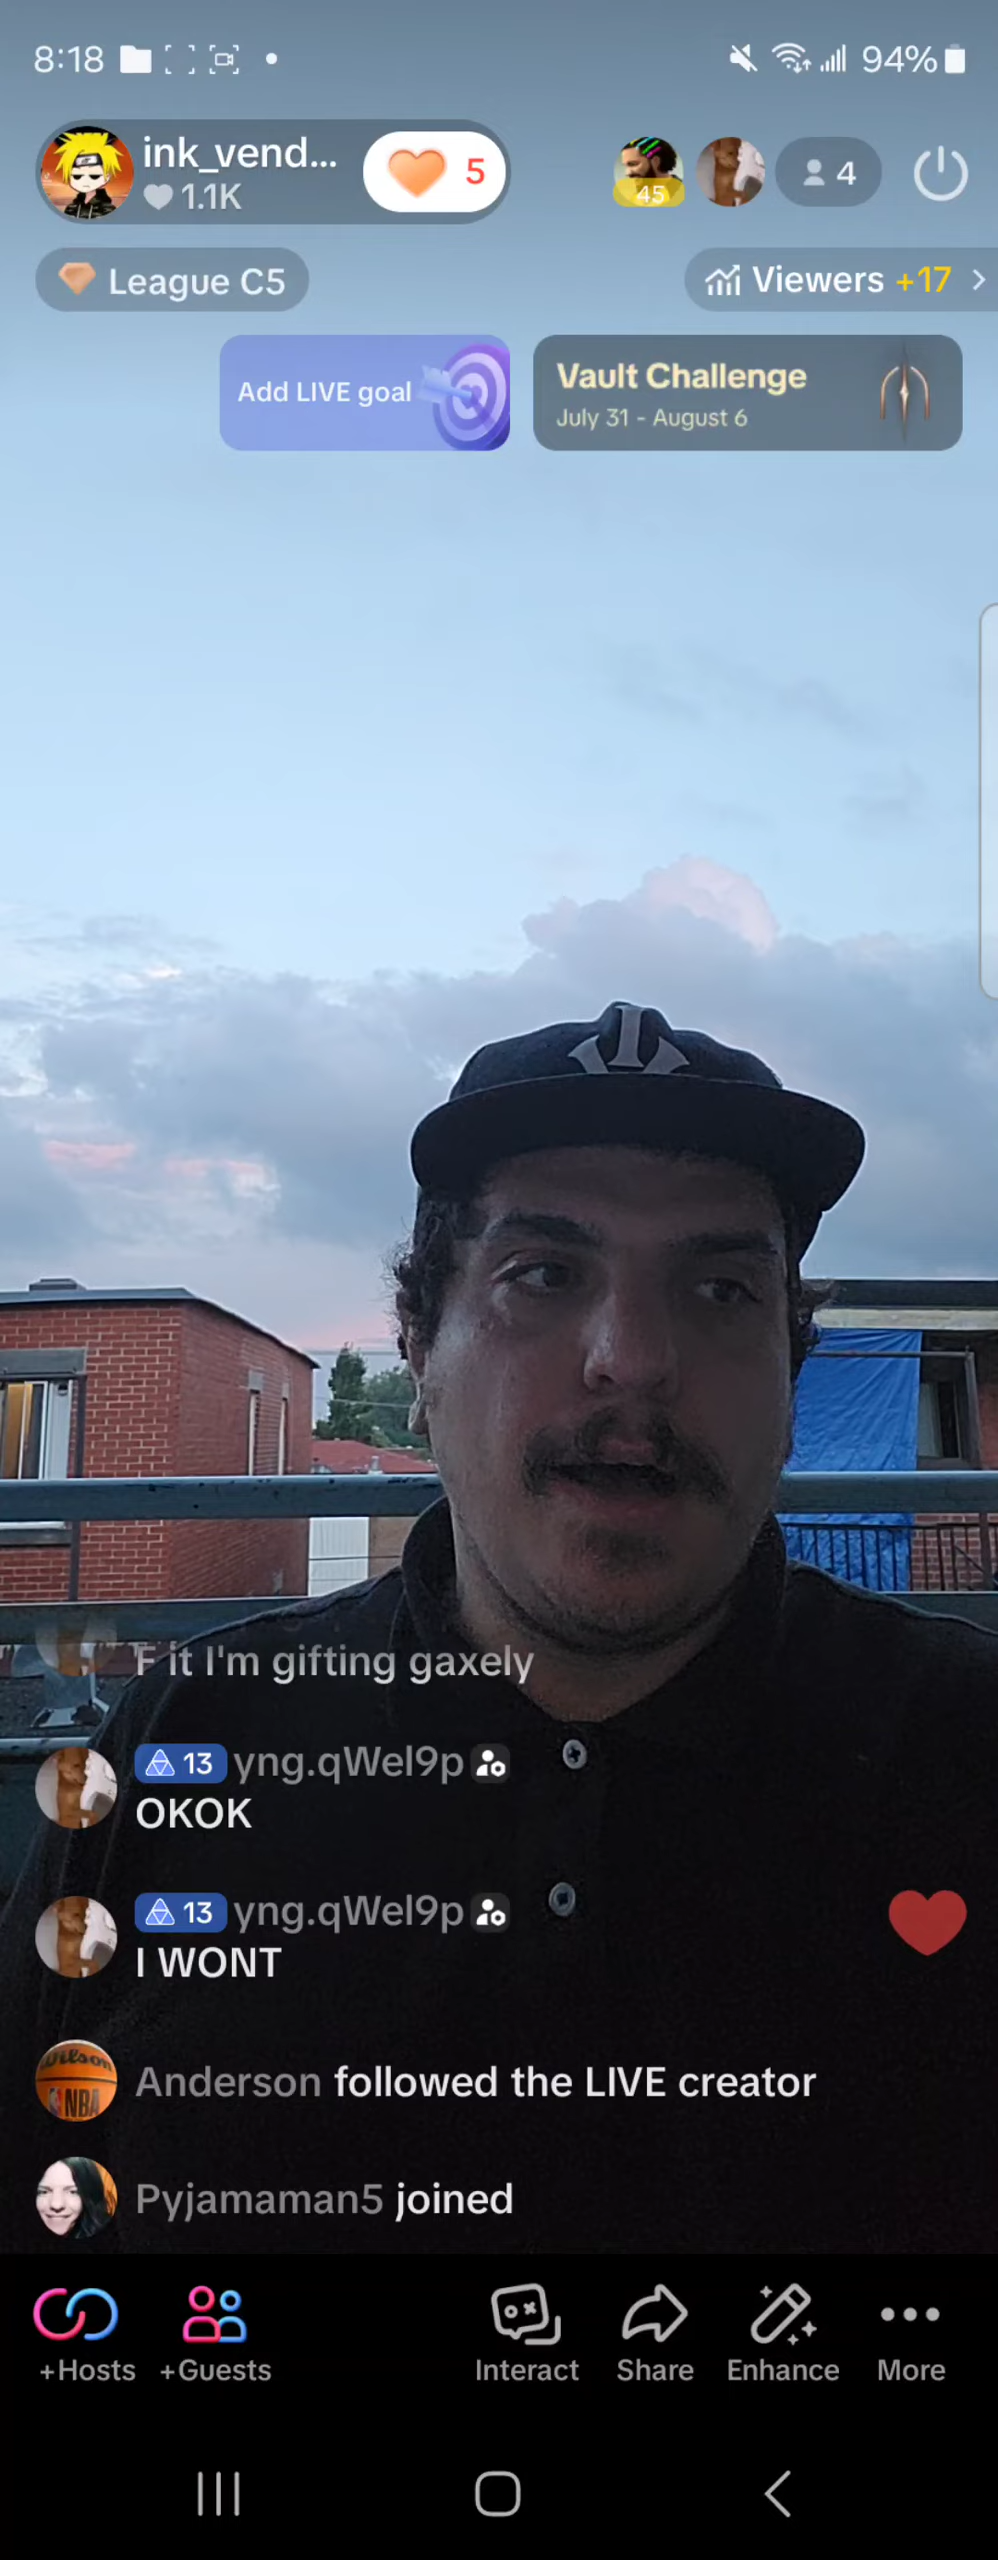 8:18
94%
ink_vend...
1.1K
5
45
4
League C5
Viewers +17
Add LIVE goal
Vault Challenge
July 31 - August 6
F it I'm gifting gaxely
13 yng.qWel9p
OKOK
13 yng.qWel9p
I WONT
Wilson
NBA
Anderson followed the LIVE creator
Pyjamaman5 joined
+Hosts
+Guests
Interact
Share
Enhance
More